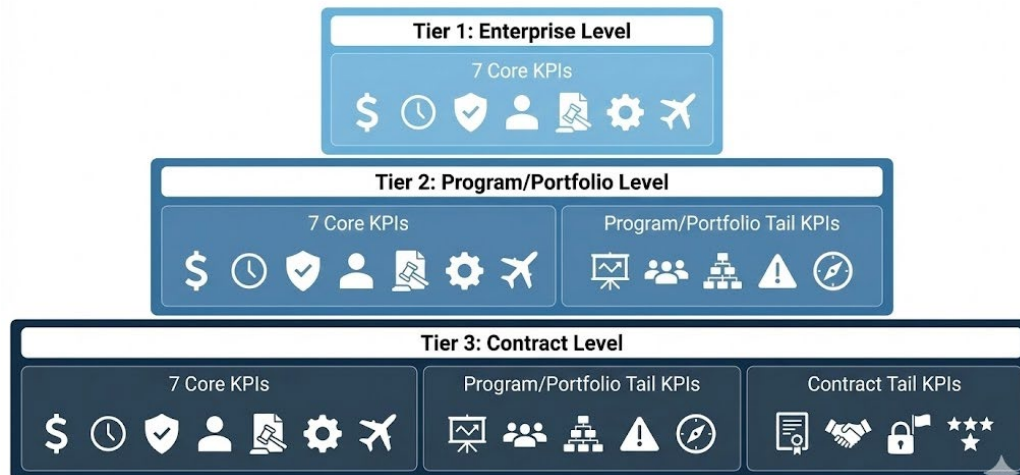 Tier 1: Enterprise Level
7 Core KPIs
Tier 2: Program/Portfolio Level
7 Core KPIs
Program/Portfolio Tail KPIs
Tier 3: Contract Level
7 Core KPIs
Program/Portfolio Tail KPIs
Contract Tail KPIs